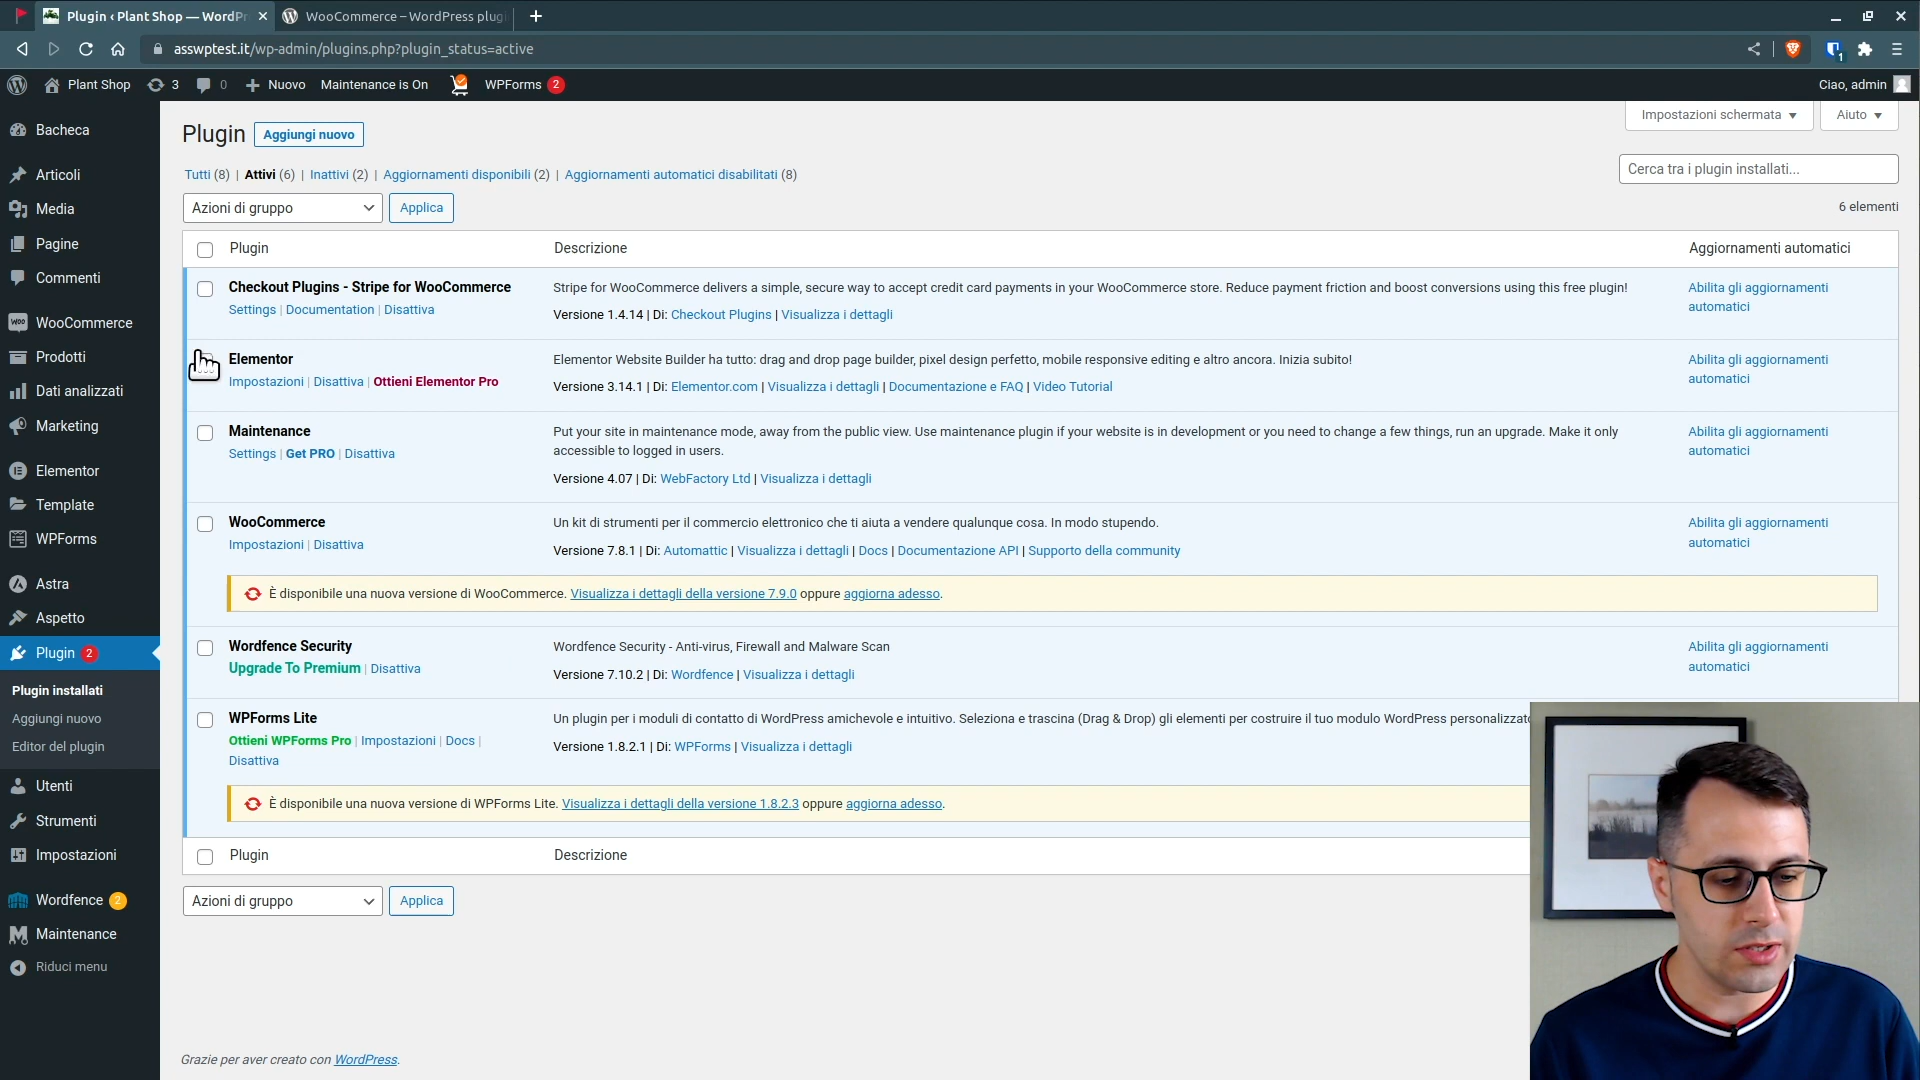 Plugin ‹ Plant Shop — WordPr
WooCommerce – WordPress plugi
asswptest.it/wp-admin/plugins.php?plugin_status=active
1
Plant Shop
3
0
Nuovo
Maintenance is On
WPForms 2
Ciao, admin
Bacheca
Articoli
Media
Pagine
Commenti
WooCommerce
Prodotti
Dati analizzati
Marketing
Elementor
Template
WPForms
Astra
Aspetto
Plugin 2
Plugin installati
Aggiungi nuovo
Editor del plugin
Utenti
Strumenti
Impostazioni
Wordfence 2
Maintenance
Riduci menu
Impostazioni schermata
Aiuto
Plugin Aggiungi nuovo
Tutti (8) | Attivi (6) | Inattivi (2) | Aggiornamenti disponibili (2) | Aggiornamenti automatici disabilitati (8)
Cerca tra i plugin installati...
Azioni di gruppo
Applica
6 elementi
Plugin
Descrizione
Aggiornamenti automatici
Checkout Plugins - Stripe for WooCommerce
Settings | Documentation | Disattiva
Stripe for WooCommerce delivers a simple, secure way to accept credit card payments in your WooCommerce store. Reduce payment friction and boost conversions using this free plugin!
Versione 1.4.14 | Di: Checkout Plugins | Visualizza i dettagli
Abilita gli aggiornamenti
automatici
Elementor
Impostazioni | Disattiva | Ottieni Elementor Pro
Elementor Website Builder ha tutto: drag and drop page builder, pixel design perfetto, mobile responsive editing e altro ancora. Inizia subito!
Versione 3.14.1 | Di: Elementor.com | Visualizza i dettagli | Documentazione e FAQ | Video Tutorial
Abilita gli aggiornamenti
automatici
Maintenance
Settings | Get PRO | Disattiva
Put your site in maintenance mode, away from the public view. Use maintenance plugin if your website is in development or you need to change a few things, run an upgrade. Make it only
accessible to logged in users.
Versione 4.07 | Di: WebFactory Ltd | Visualizza i dettagli
Abilita gli aggiornamenti
automatici
WooCommerce
Impostazioni | Disattiva
Un kit di strumenti per il commercio elettronico che ti aiuta a vendere qualunque cosa. In modo stupendo.
Versione 7.8.1 | Di: Automattic | Visualizza i dettagli | Docs | Documentazione API | Supporto della community
Abilita gli aggiornamenti
automatici
È disponibile una nuova versione di WooCommerce. Visualizza i dettagli della versione 7.9.0 oppure aggiorna adesso.
Wordfence Security
Upgrade To Premium | Disattiva
Wordfence Security - Anti-virus, Firewall and Malware Scan
Versione 7.10.2 | Di: Wordfence | Visualizza i dettagli
Abilita gli aggiornamenti
automatici
WPForms Lite
Ottieni WPForms Pro | Impostazioni | Docs |
Disattiva
Un plugin per i moduli di contatto di WordPress amichevole e intuitivo. Seleziona e trascina (Drag & Drop) gli elementi per costruire il tuo modulo WordPress personalizzato
Versione 1.8.2.1 | Di: WPForms | Visualizza i dettagli
È disponibile una nuova versione di WPForms Lite. Visualizza i dettagli della versione 1.8.2.3 oppure aggiorna adesso.
Plugin
Descrizione
Azioni di gruppo
Applica
Grazie per aver creato con WordPress.